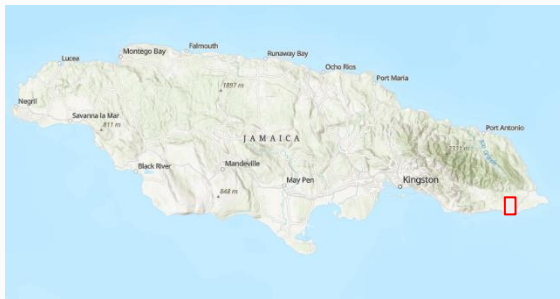 Montego Bay
Falmouth
Lucea
Runaway Bay
Ocho Rios
Port Maria
Negril
Savanna la Mar
811 m
Port Antonio
JAMAICA
Black River
Mandeville
May Pen
Kingston
848 m